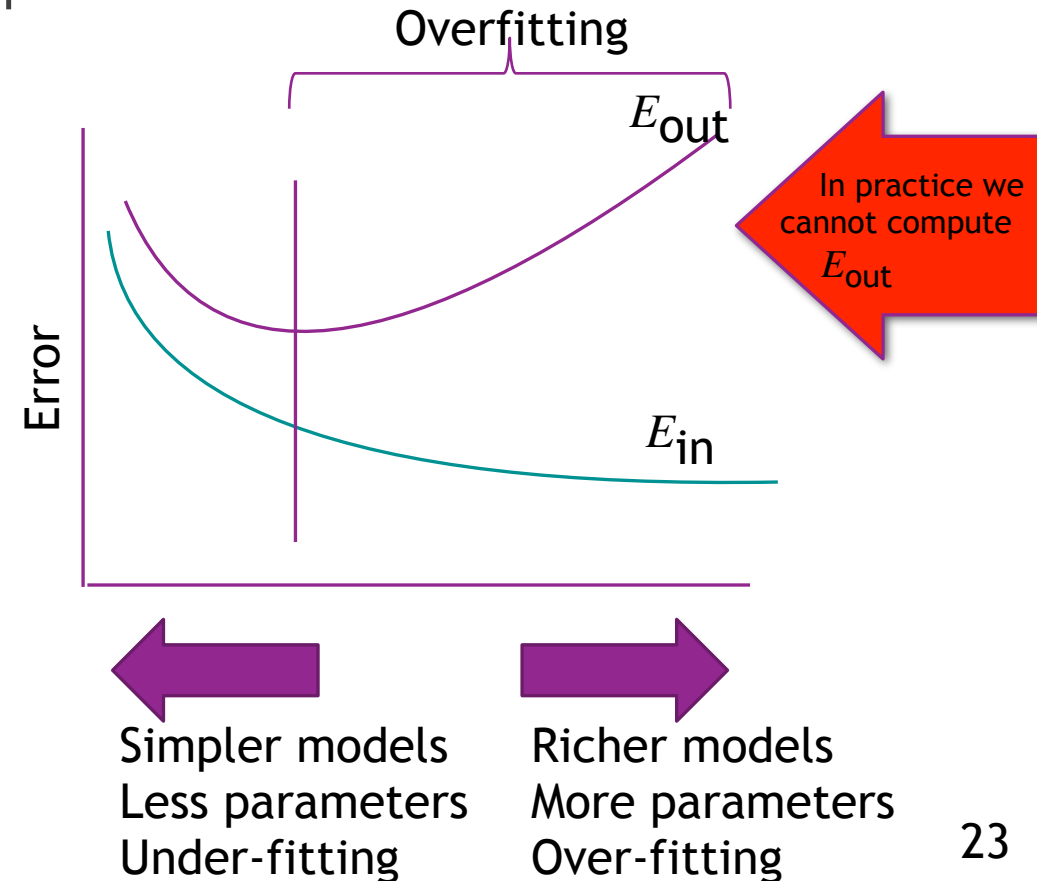 Overfitting
Eout
In practice we
cannot compute
Eout
Error
Ein
Simpler models
Less parameters
Under-fitting
Richer models
More parameters
Over-fitting
23